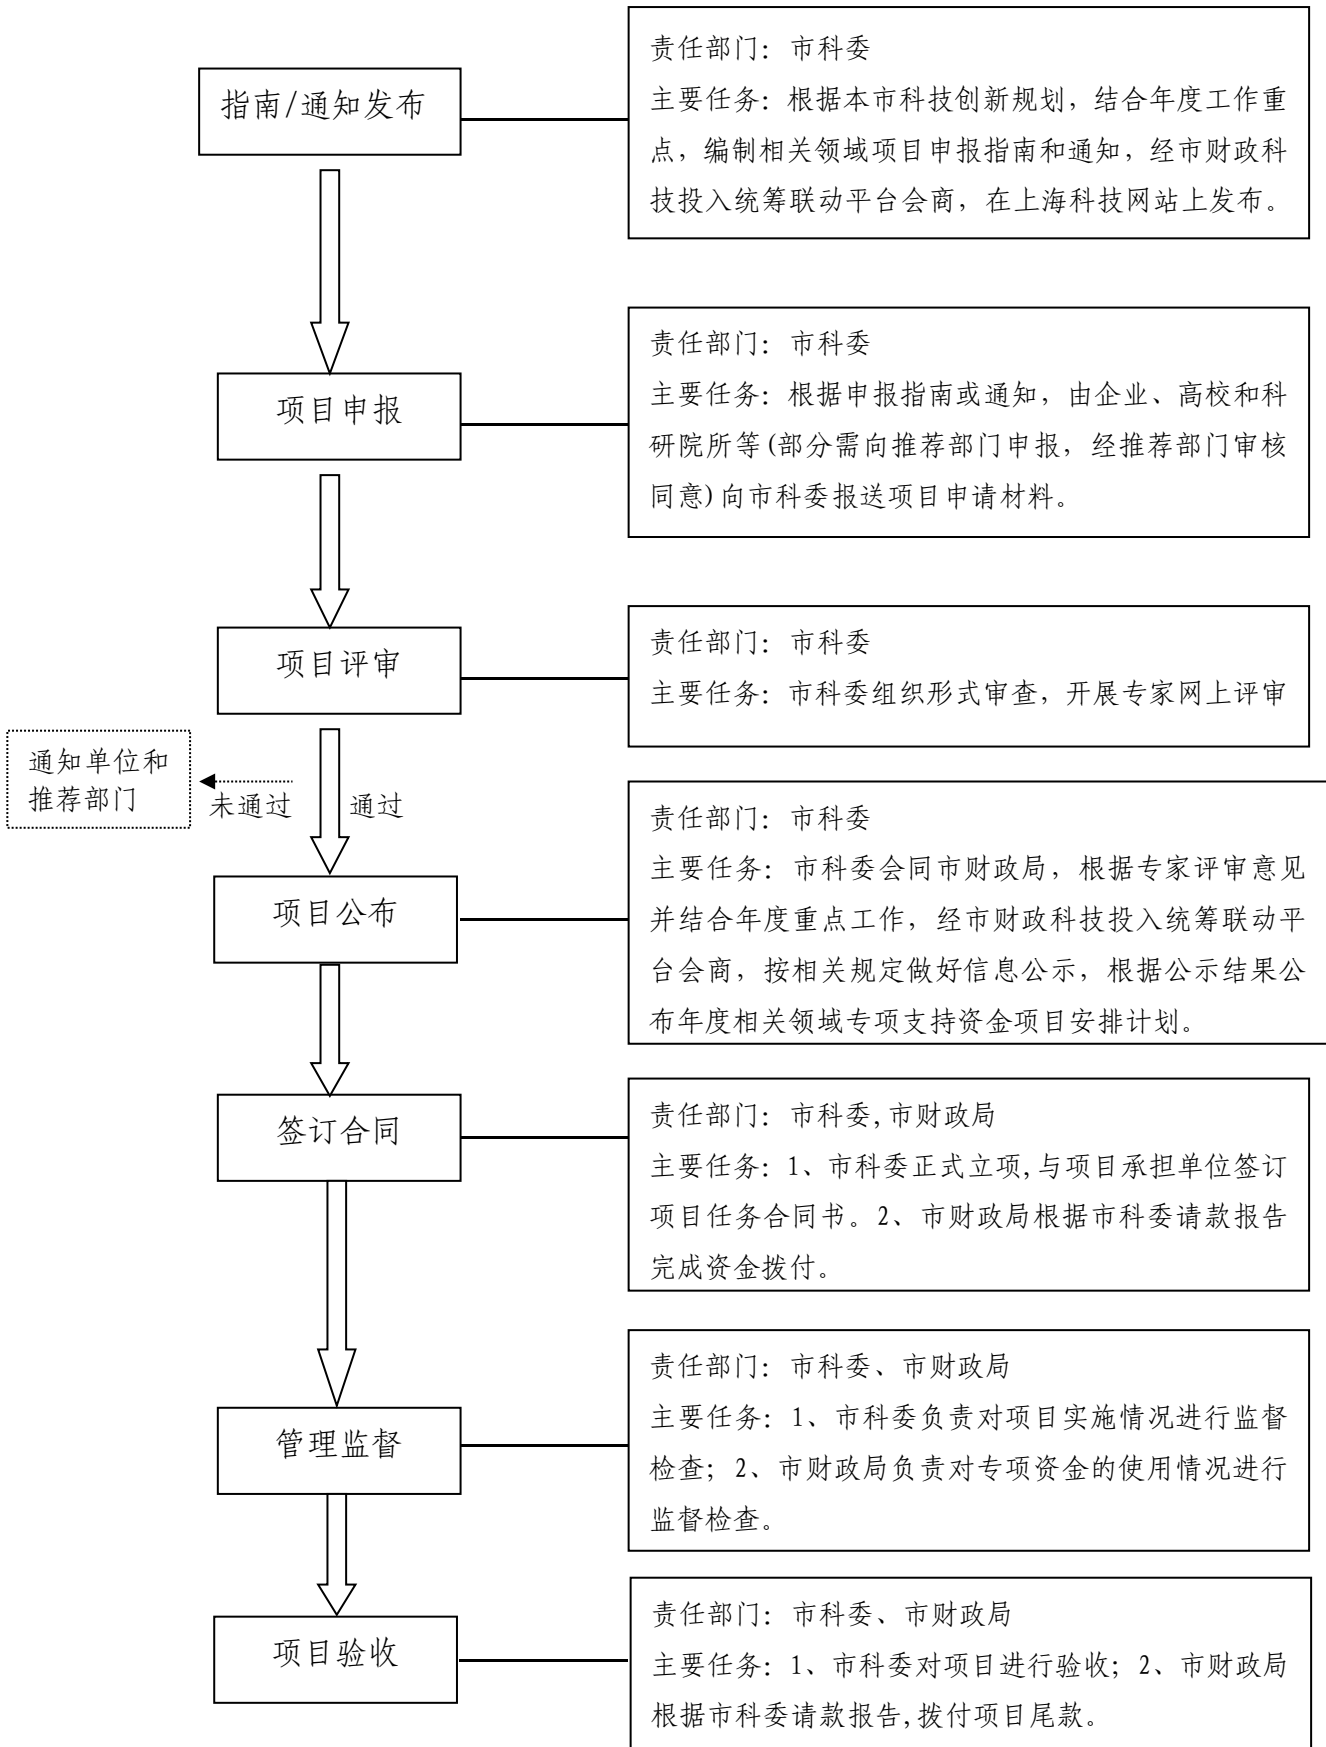 指南/通知发布
责任部门：市科委
主要任务：根据本市科技创新规划，结合年度工作重
点，编制相关领域项目申报指南和通知，经市财政科
技投入统筹联动平台会商，在上海科技网站上发布。
项目申报
责任部门：市科委
主要任务：根据申报指南或通知，由企业、高校和科
研院所等(部分需向推荐部门申报，经推荐部门审核
同意)向市科委报送项目申请材料。
项目评审
责任部门：市科委
主要任务：市科委组织形式审查，开展专家网上评审
通知单位和
推荐部门
未通过
通过
项目公布
责任部门：市科委
主要任务：市科委会同市财政局，根据专家评审意见
并结合年度重点工作，经市财政科技投入统筹联动平
台会商，按相关规定做好信息公示，根据公示结果公
布年度相关领域专项支持资金项目安排计划。
签订合同
责任部门：市科委,市财政局
主要任务：1、市科委正式立项,与项目承担单位签订
项目任务合同书。2、市财政局根据市科委请款报告
完成资金拨付。
管理监督
责任部门：市科委、市财政局
主要任务：1、市科委负责对项目实施情况进行监督
检查；2、市财政局负责对专项资金的使用情况进行
监督检查。
项目验收
责任部门：市科委、市财政局
主要任务：1、市科委对项目进行验收；2、市财政局
根据市科委请款报告,拨付项目尾款。